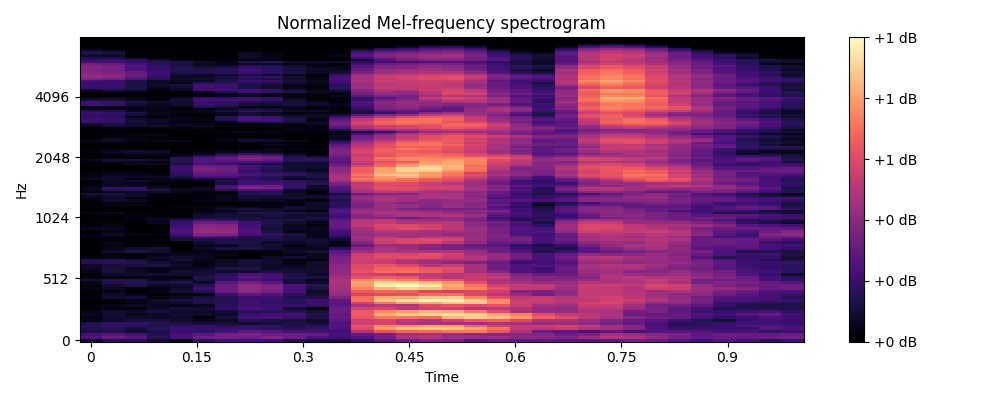 Normalized Mel-frequency spectrogram
Hz
4096
2048
1024
512
0
0 0.15 0.3 0.45 0.6 0.75 0.9
Time
+1 dB
+1 dB
+1 dB
+0 dB
+0 dB
+0 dB